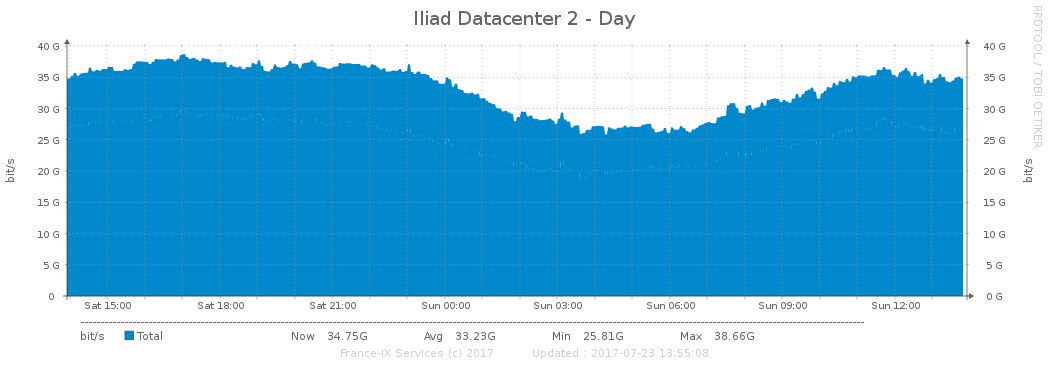 Iliad Datacenter 2 - Day
RRDTOOL / TOBI OETIKER
bit/s
40 G
35 G
30 G
25 G
20 G
15 G
10 G
5 G
0
40 G
35 G
30 G
25 G
20 G
15 G
10 G
5 G
0 G
bit/s
Sat 15:00 Sat 18:00 Sat 21:00 Sun 00:00 Sun 03:00 Sun 06:00 Sun 09:00 Sun 12:00
bit/s Total Now 34.75G Avg 33.23G Min 25.81G Max 38.66G
France-IX Services (c) 2017 Updated : 2017-07-23 13:55:08